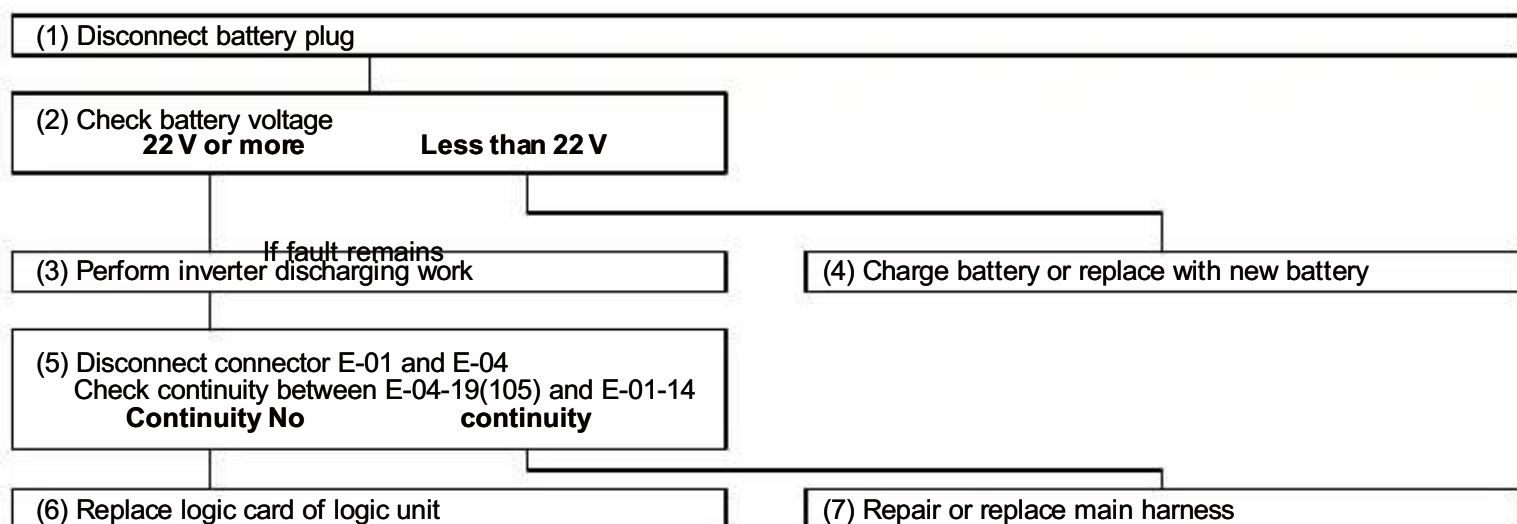 (1) Disconnect battery plug
(2) Check battery voltage
22 V or more Less than 22 V
If fault remains
(3) Perform inverter discharging work
(4) Charge battery or replace with new battery
(5) Disconnect connector E-01 and E-04
Check continuity between E-04-19(105) and E-01-14
Continuity No continuity
(6) Replace logic card of logic unit
(7) Repair or replace main harness